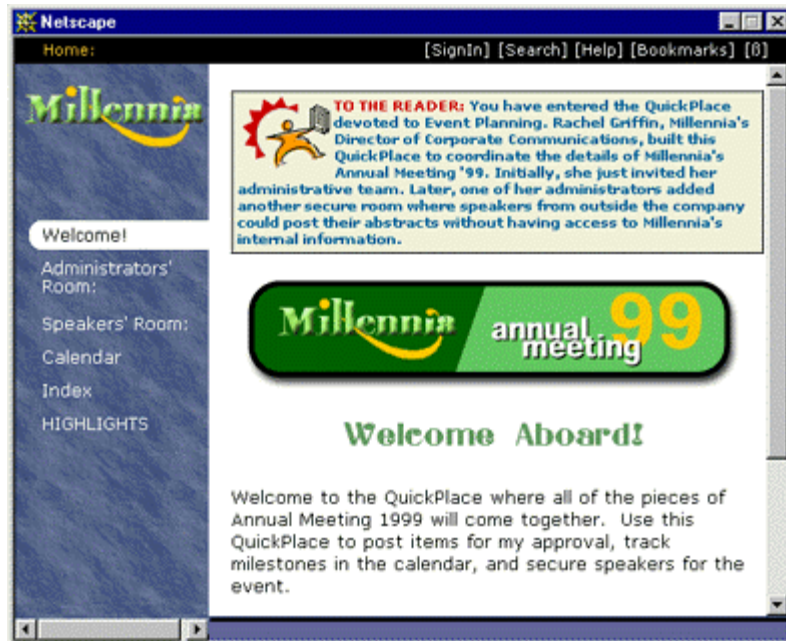 Netscape
Home:
[SignIn] [Search] [Help] [Bookmarks] [ß]
Millennia
Welcome!
Administrators'
Room:
Speakers' Room:
Calendar
Index
HIGHLIGHTS
TO THE READER: You have entered the QuickPlace
devoted to Event Planning. Rachel Griffin, Millennia's
Director of Corporate Communications, built this
QuickPlace to coordinate the details of Millennia's
Annual Meeting '99. Initially, she just invited her
administrative team. Later, one of her administrators added
another secure room where speakers from outside the company
could post their abstracts without having access to Millennia's
internal information.
Millennia annual meeting 99
Welcome Aboard!
Welcome to the QuickPlace where all of the pieces of
Annual Meeting 1999 will come together. Use this
QuickPlace to post items for my approval, track
milestones in the calendar, and secure speakers for the
event.